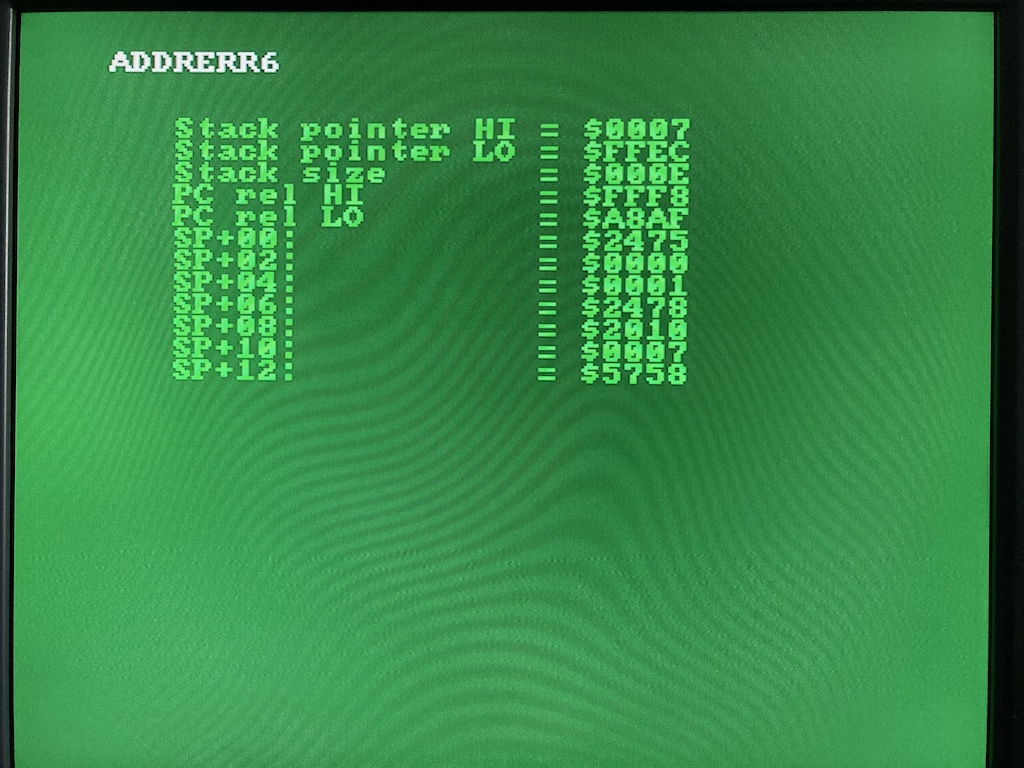 ADDRERR6
Stack pointer HI = $0007
Stack pointer LO = $FFEC
Stack size = $000E
PC rel HI = $FFF8
PC rel LO = $A8AF
SP+00: = $2475
SP+02: = $0000
SP+04: = $0001
SP+06: = $2478
SP+08: = $2010
SP+10: = $0007
SP+12: = $5758